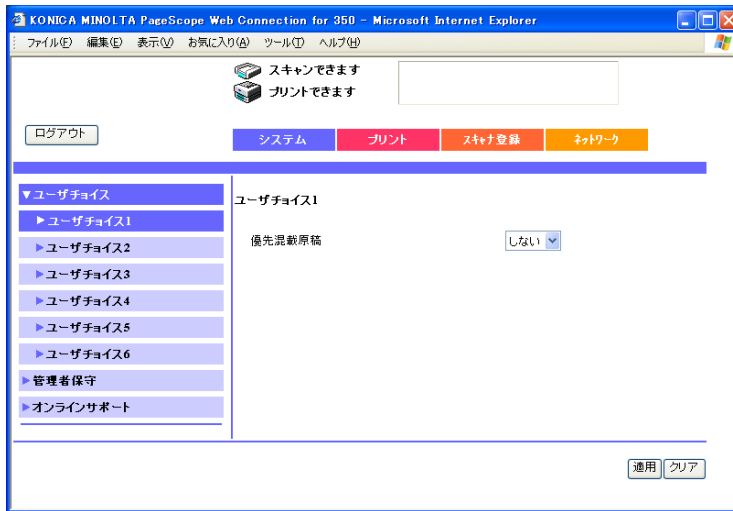 KONICA MINOLTA PageScope Web Connection for 350 - Microsoft Internet Explorer
ファイル(F) 編集(E) 表示(V) お気に入り(A) ツール(T) ヘルプ(H)
スキャンできます
プリントできます
ログアウト
システム プリント スキャナ登録 ネットワーク
▼ユーザチョイス
▶ユーザチョイス1
▶ユーザチョイス2
▶ユーザチョイス3
▶ユーザチョイス4
▶ユーザチョイス5
▶ユーザチョイス6
▶管理者保守
▶オンラインサポート
ユーザチョイス1
優先混載原稿 しない
適用 クリア